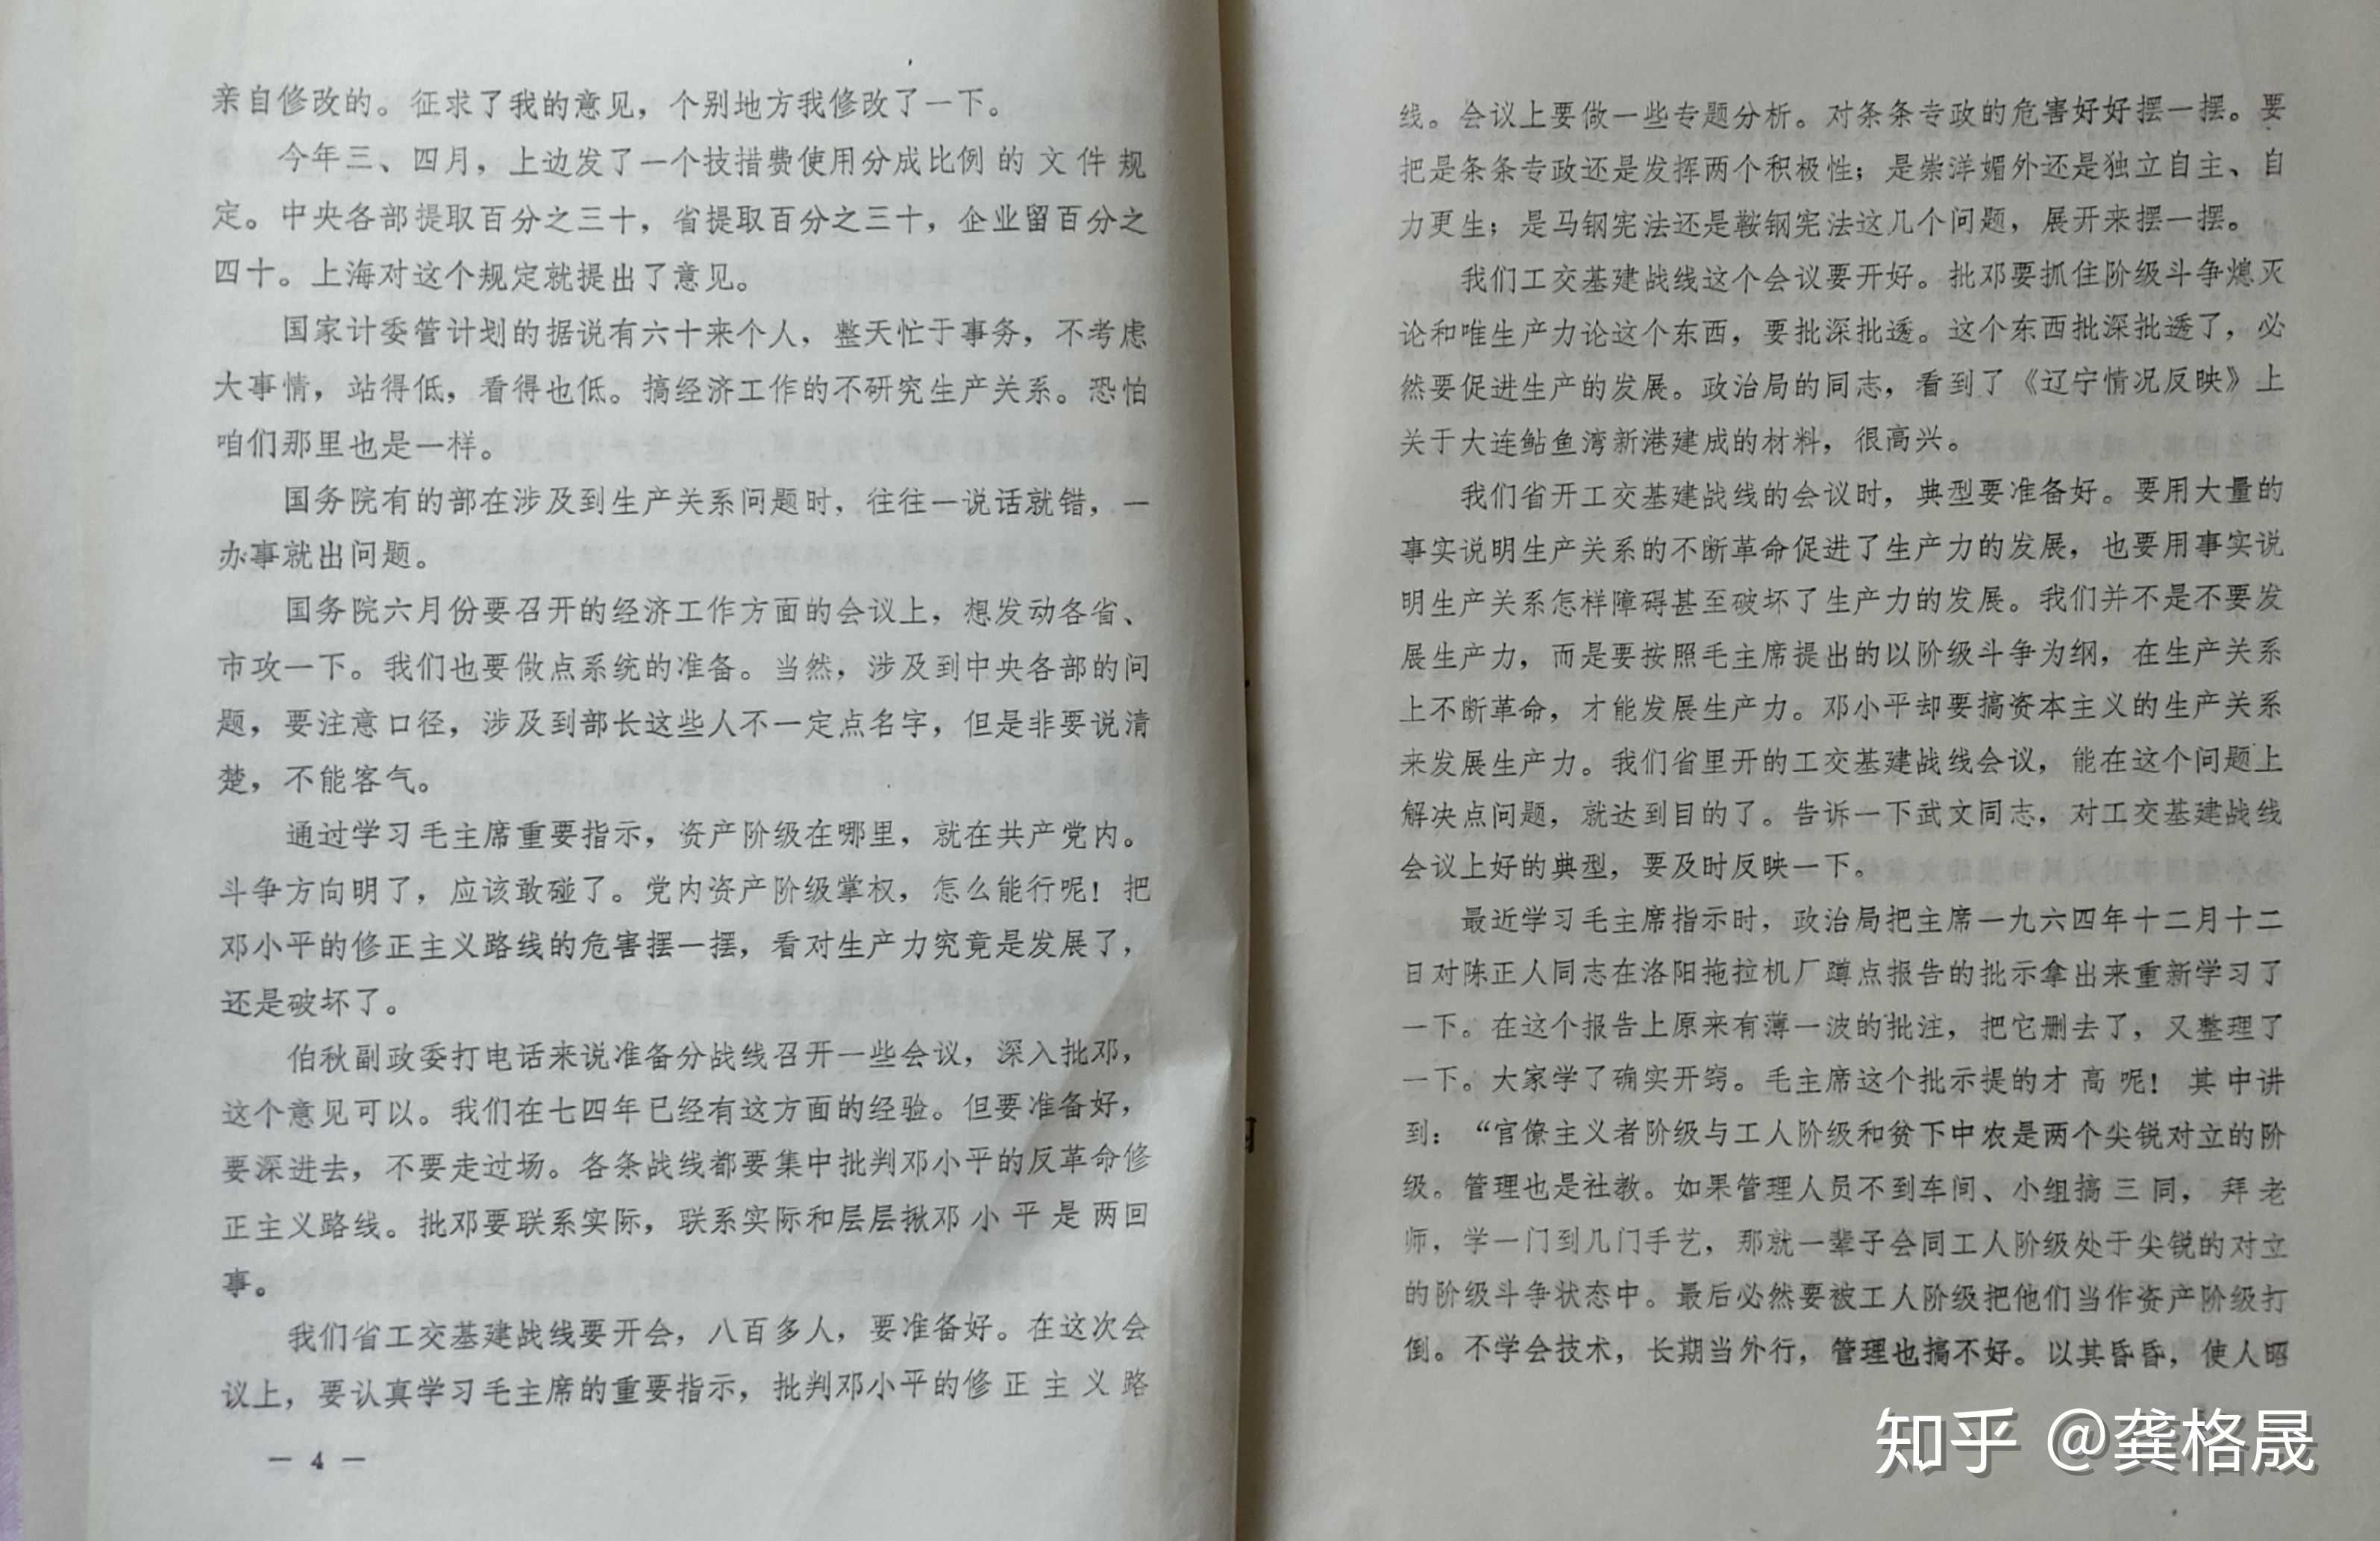 亲自修改的。征求了我的意见，个别地方我修改了一下。
今年三、四月，上边发了一个技措费使用分成比例的文件规
定。中央各部提取百分之三十，省提取百分之三十，企业留百分之
四十。上海对这个规定就提出了意见。
国家计委管计划的据说有六十来个人，整天忙于事务，不考虑
大事情，站得低，看得也低。搞经济工作的不研究生产关系。恐怕
咱们那里也是一样。
国务院有的部在涉及到生产关系问题时，往往一说话就错，一
办事就出问题。
国务院六月份要召开的经济工作方面的会议上，想发动各省、
市攻一下。我们也要做点系统的准备。当然，涉及到中央各部的问
题，要注意口径，涉及到部长这些人不一定点名字，但是非要说清
楚，不能客气。
通过学习毛主席重要指示，资产阶级在哪里，就在共产党内。
斗争方向明了，应该敢碰了。党内资产阶级掌权，怎么能行呢！把
邓小平的修正主义路线的危害摆一摆，看对生产力究竟是发展了，
还是破坏了。
伯秋副政委打电话来说准备分战线召开一些会议，深入批邓，
这个意见可以。我们在七四年已经有这方面的经验。但要准备好，
要深进去，不要走过场。各条战线都要集中批判邓小平的反革命修
正主义路线。批邓要联系实际，联系实际和层层揪邓小平是两回
事。
我们省工交基建战线要开会，八百多人，要准备好。在这次会
议上，要认真学习毛主席的重要指示，批判邓小平的修正主义路
— 4 —
线。会议上要做一些专题分析。对条条专政的危害好好摆一摆。要
把是条条专政还是发挥两个积极性；是崇洋媚外还是独立自主、自
力更生；是马钢宪法还是鞍钢宪法这几个问题，展开来摆一摆。
我们工交基建战线这个会议要开好。批邓要抓住阶级斗争熄灭
论和唯生产力论这个东西，要批深批透。这个东西批深批透了，必
然要促进生产的发展。政治局的同志，看到了《辽宁情况反映》上
关于大连鲇鱼湾新港建成的材料，很高兴。
我们省开工交基建战线的会议时，典型要准备好。要用大量的
事实说明生产关系的不断革命促进了生产力的发展，也要用事实说
明生产关系怎样障碍甚至破坏了生产力的发展。我们并不是不要发
展生产力，而是要按照毛主席提出的以阶级斗争为纲，在生产关系
上不断革命，才能发展生产力。邓小平却要搞资本主义的生产关系
来发展生产力。我们省里开的工交基建战线会议，能在这个问题上
解决点问题，就达到目的了。告诉一下武文同志，对工交基建战线
会议上好的典型，要及时反映一下。
最近学习毛主席指示时，政治局把主席一九六四年十二月十二
日对陈正人同志在洛阳拖拉机厂蹲点报告的批示拿出来重新学习了
一下。在这个报告上原来有薄一波的批注，把它删去了，又整理了
一下。大家学了确实开窍。毛主席这个批示提的才高呢！其中讲
到：“官僚主义者阶级与工人阶级和贫下中农是两个尖锐对立的阶
级。管理也是社教。如果管理人员不到车间、小组搞三同，拜老
师，学一门到几门手艺，那就一辈子会同工人阶级处于尖锐的对立
的阶级斗争状态中。最后必然要被工人阶级把他们当作资产阶级打
倒。不学会技术，长期当外行，管理也搞不好。以其昏昏，使人昭
知乎 @龚格晟